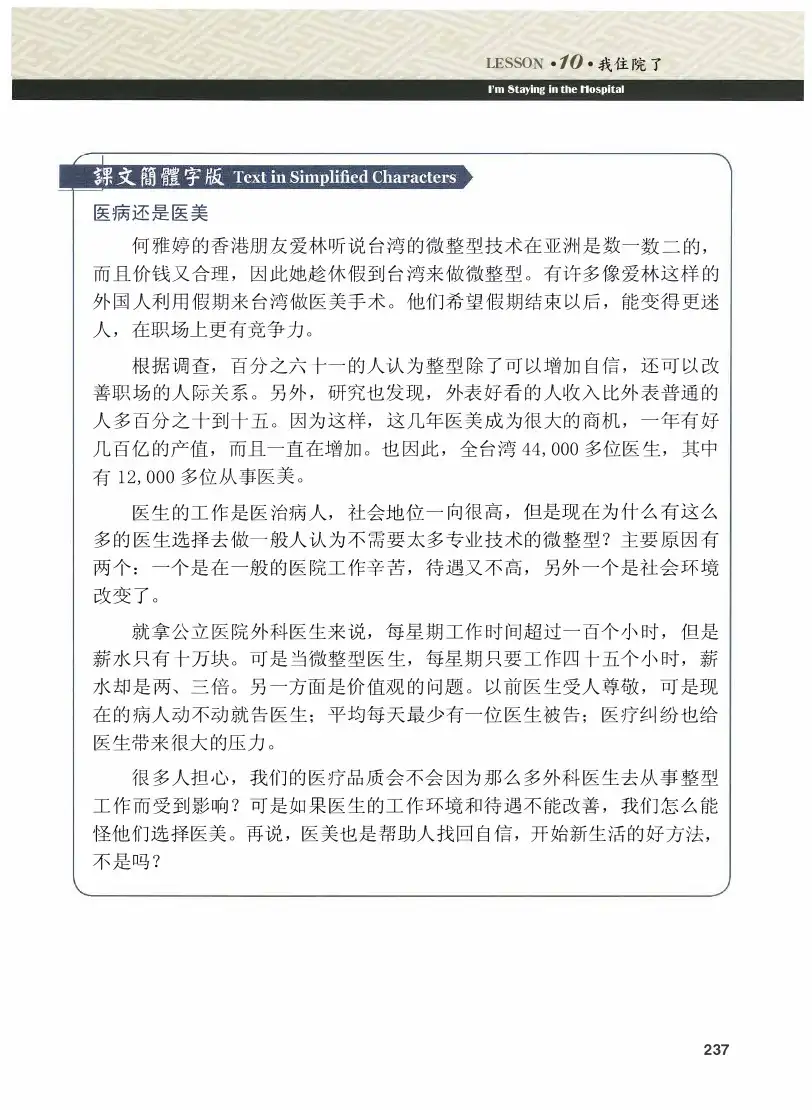 LESSON • 10 • 我住院了
I'm Staying in the Hospital
課文簡體字版 Text in Simplified Characters
医病还是医美
何雅婷的香港朋友爱林听说台湾的微整型技术在亚洲是数一数二的，
而且价钱又合理，因此她趁休假到台湾来做微整型。有许多像爱林这样的
外国人利用假期来台湾做医美手术。他们希望假期结束以后，能变得更迷
人，在职场上更有竞争力。
根据调查，百分之六十一的人认为整型除了可以增加自信，还可以改
善职场的人际关系。另外，研究也发现，外表好看的人收入比外表普通的
人多百分之十到十五。因为这样，这几年医美成为很大的商机，一年有好
几百亿的产值，而且一直在增加。也因此，全台湾 44,000 多位医生，其中
有 12,000 多位从事医美。
医生的工作是医治病人，社会地位一向很高，但是现在为什么有这么
多的医生选择去做一般人认为不需要太多专业技术的微整型？主要原因有
两个：一个是在一般的医院工作辛苦，待遇又不高，另外一个是社会环境
改变了。
就拿公立医院外科医生来说，每星期工作时间超过一百个小时，但是
薪水只有十万块。可是当微整型医生，每星期只要工作四十五个小时，薪
水却是两、三倍。另一方面是价值观的问题。以前医生受人尊敬，可是现
在的病人动不动就告医生；平均每天最少有一位医生被告；医疗纠纷也给
医生带来很大的压力。
很多人担心，我们的医疗品质会不会因为那么多外科医生去从事整型
工作而受到影响？可是如果医生的工作环境和待遇不能改善，我们怎么能
怪他们选择医美。再说，医美也是帮助人找回自信，开始新生活的好方法，
不是吗？
237